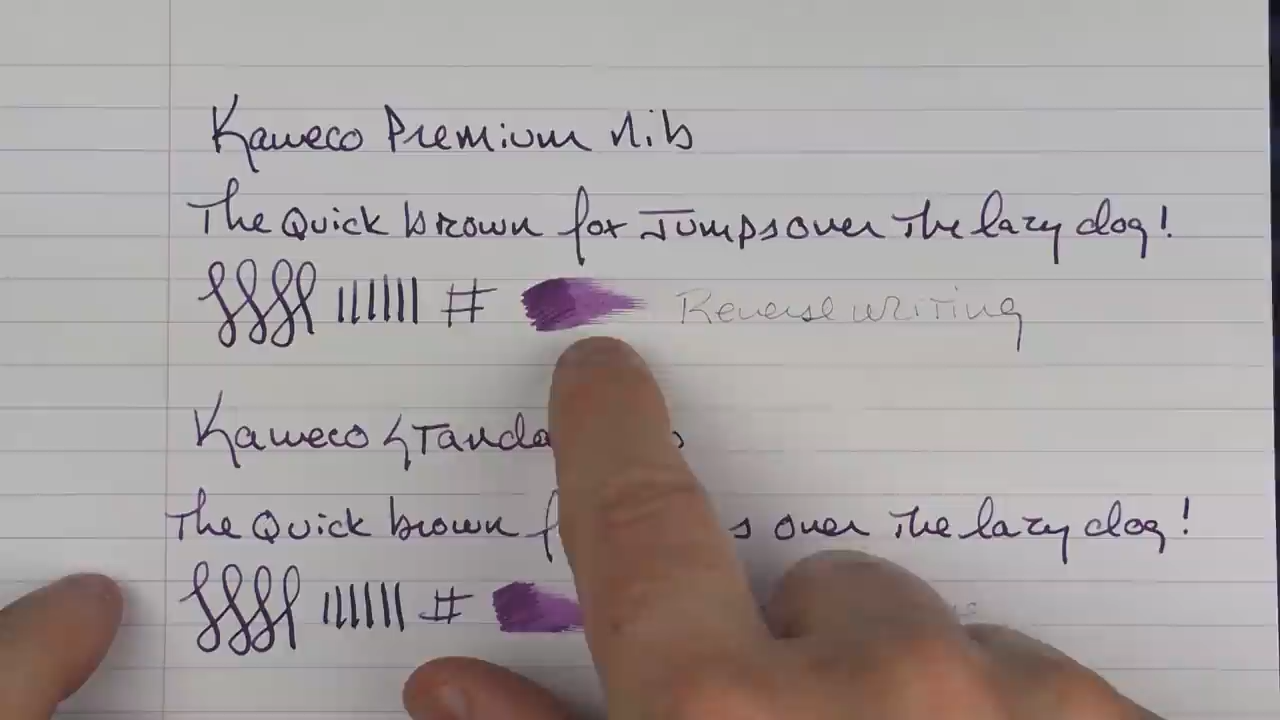 Kaweco Premium nib
The Quick brown fox Jumps over The lazy dog!
# Reverse writing
Kaweco
The Quick brown over The lazy dog!
#